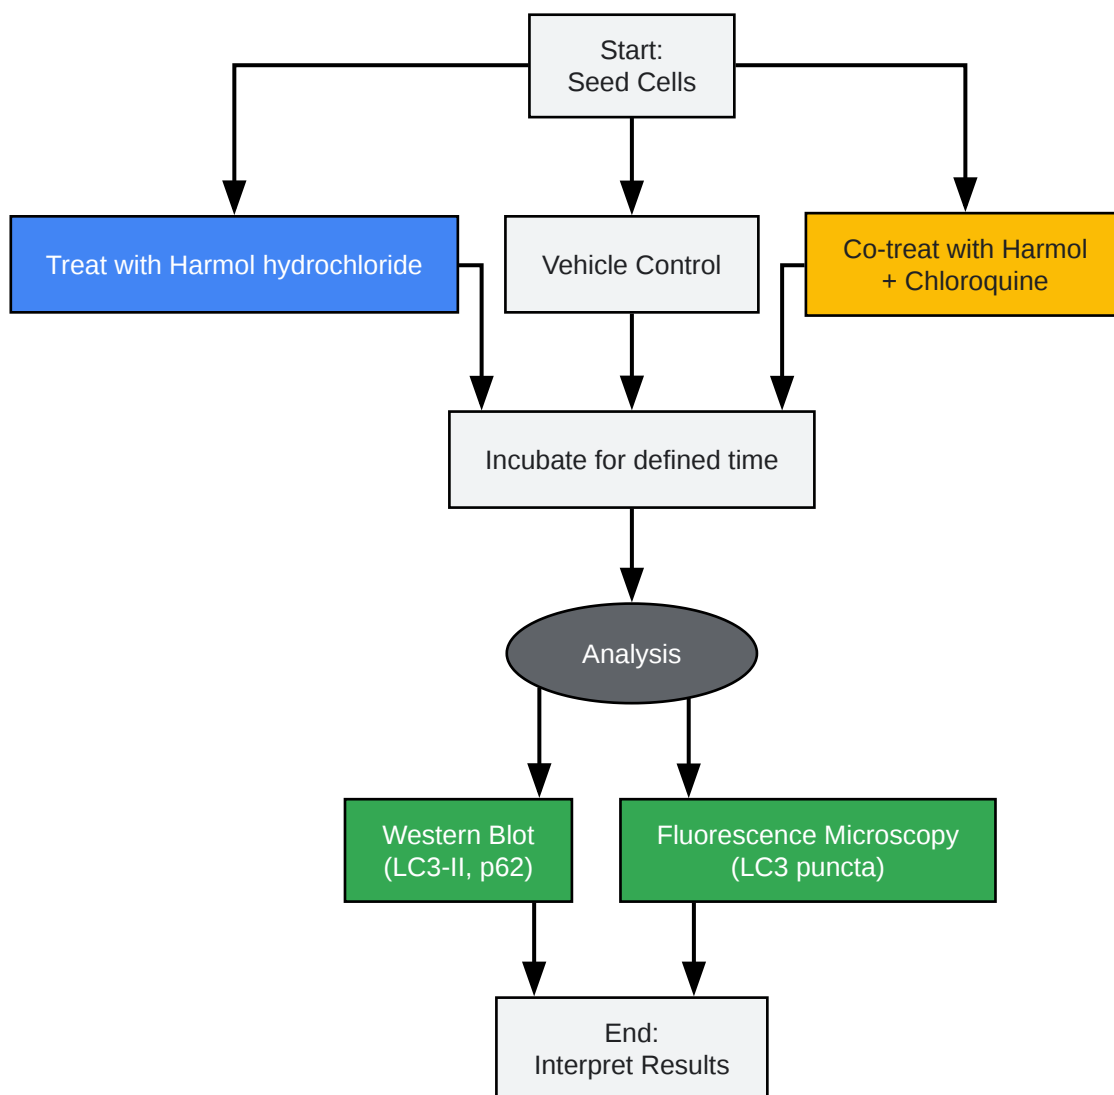 Start:
Seed Cells
Treat with Harmol hydrochloride
Vehicle Control
Co-treat with Harmol
+ Chloroquine
Incubate for defined time
Analysis
Western Blot
(LC3-II, p62)
Fluorescence Microscopy
(LC3 puncta)
End:
Interpret Results